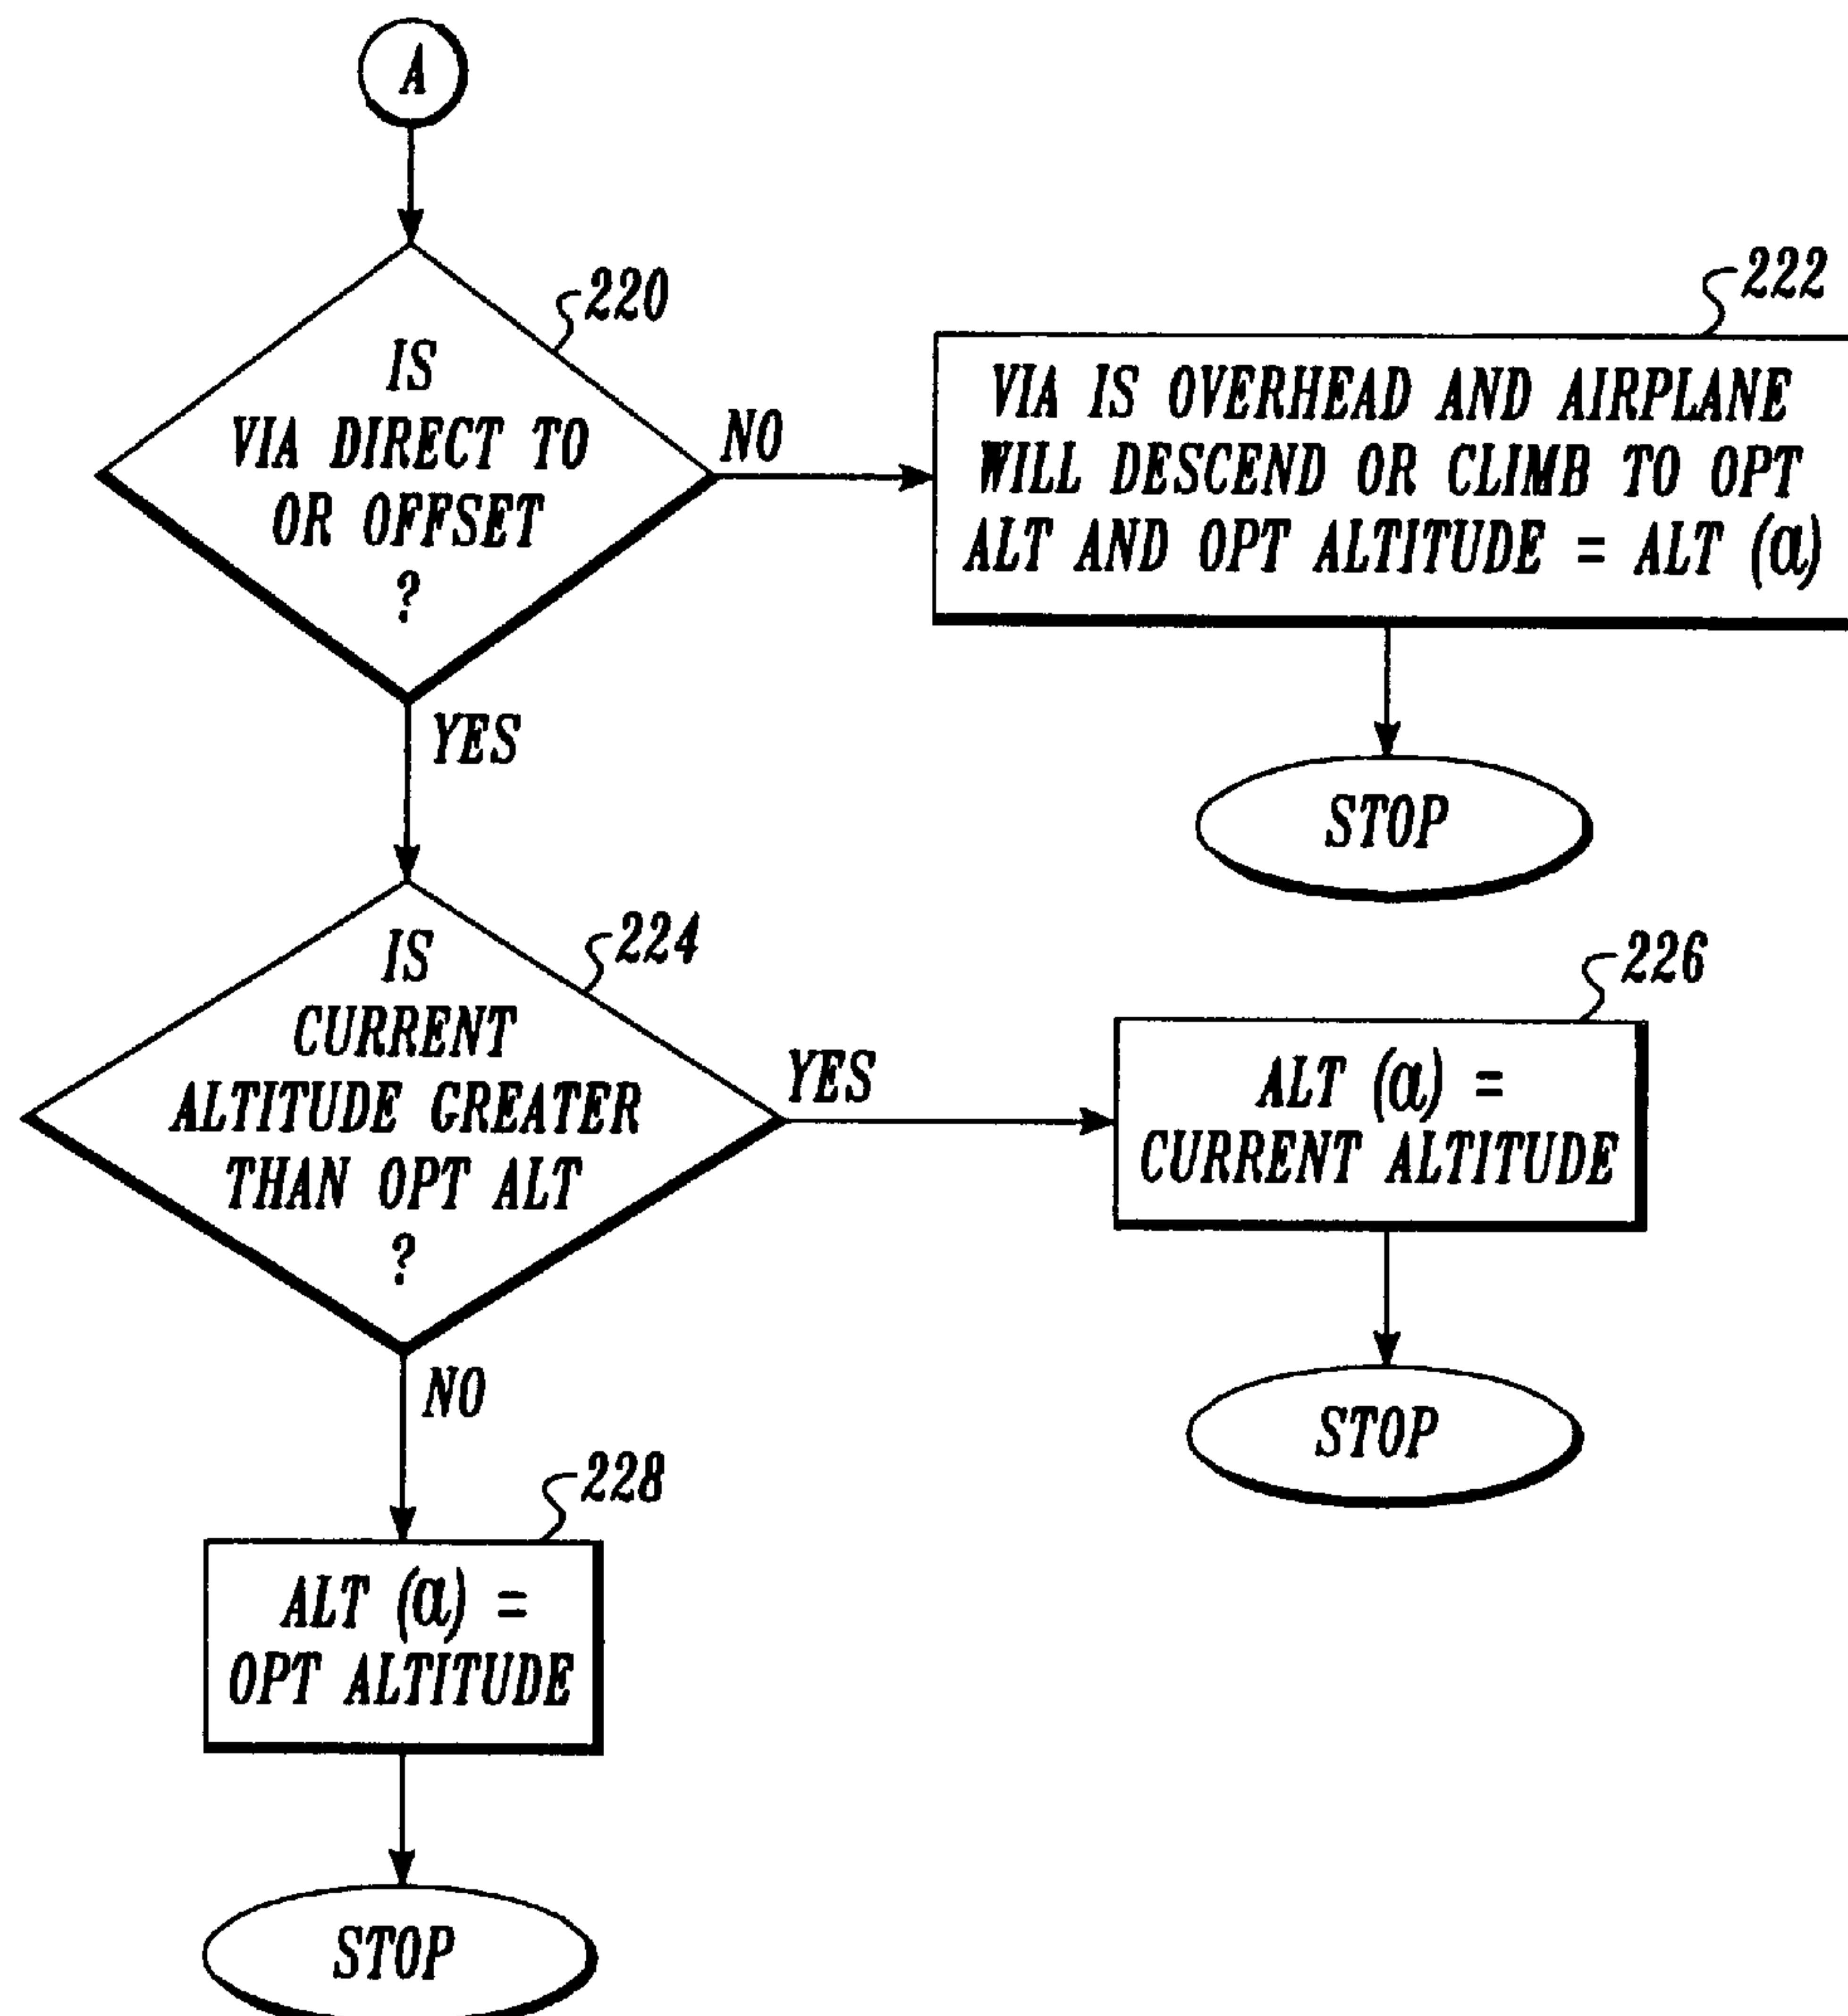 A
220
IS
VIA DIRECT TO
OR OFFSET
?
NO
222
VIA IS OVERHEAD AND AIRPLANE
WILL DESCEND OR CLIMB TO OPT
ALT AND OPT ALTITUDE = ALT (a)
STOP
YES
224
IS
CURRENT
ALTITUDE GREATER
THAN OPT ALT
?
YES
226
ALT (a) =
CURRENT ALTITUDE
STOP
NO
228
ALT (a) =
OPT ALTITUDE
STOP